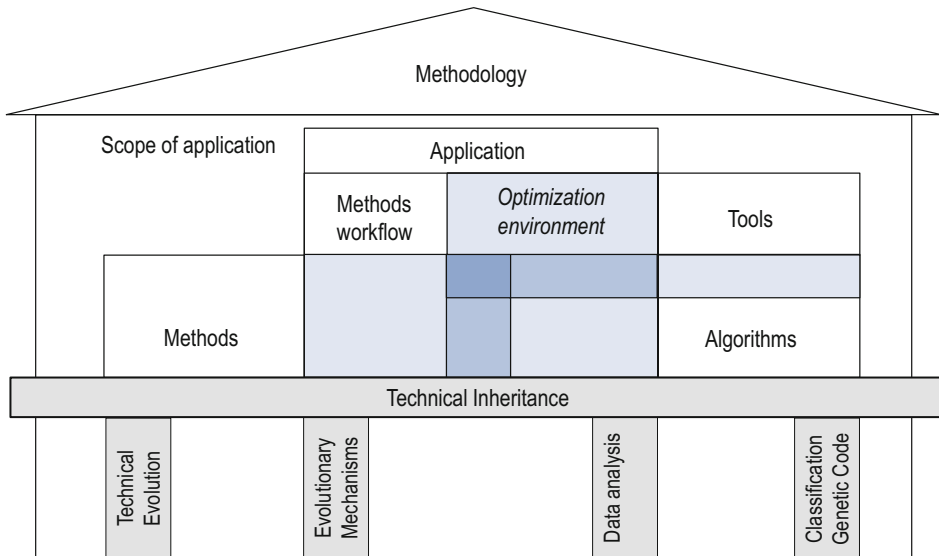 Methodology
Scope of application
Application
Methods
workflow
Optimization
environment
Tools
Methods
Algorithms
Technical Inheritance
Technical
Evolution
Evolutionary
Mechanisms
Data analysis
Classification
Genetic Code